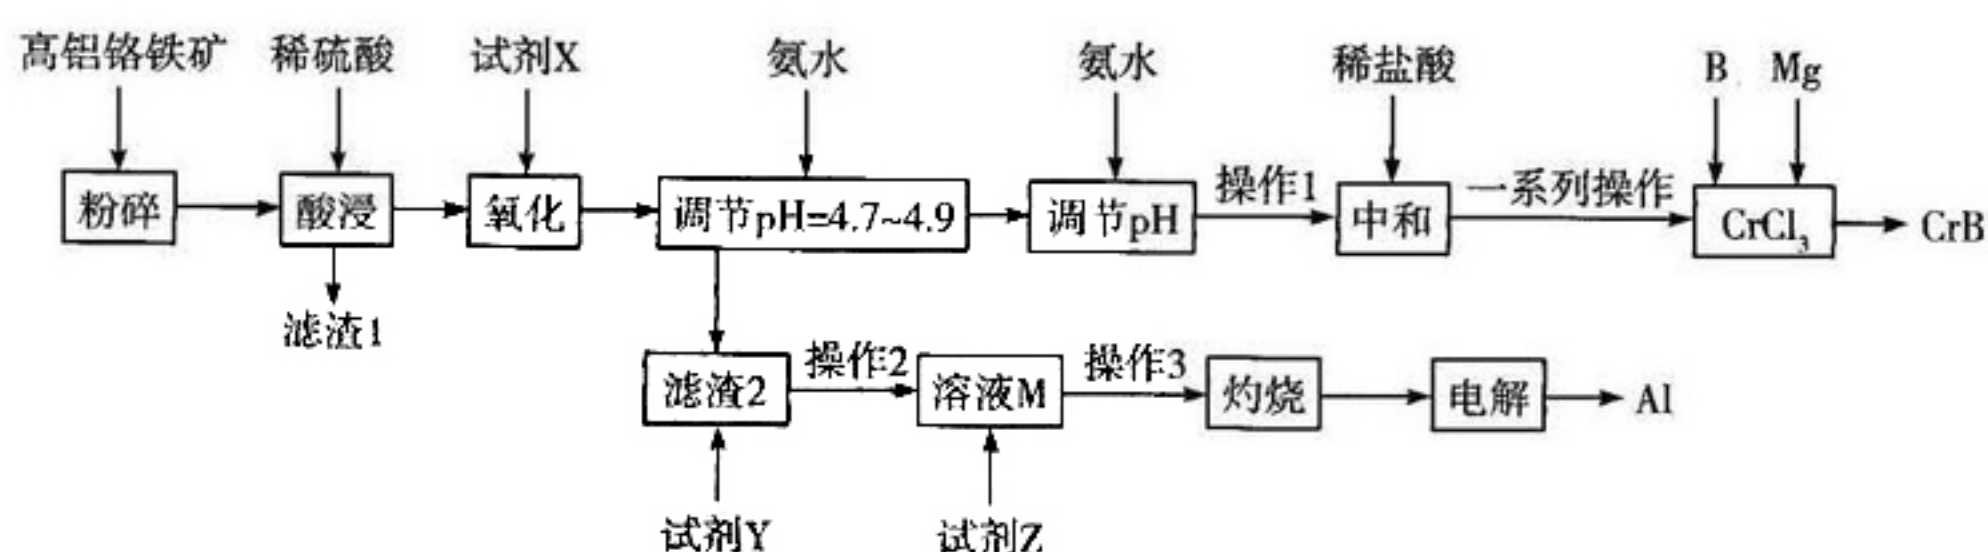 高铝铬铁矿 稀硫酸 试剂X 氨水 氨水 稀盐酸 B Mg
粉碎 酸浸 氧化 调节pH=4.7~4.9 调节pH 操作1 中和 一系列操作 CrCl₃ CrB
滤渣1
滤渣2 操作2 溶液M 操作3 灼烧 电解 Al
试剂Y 试剂Z